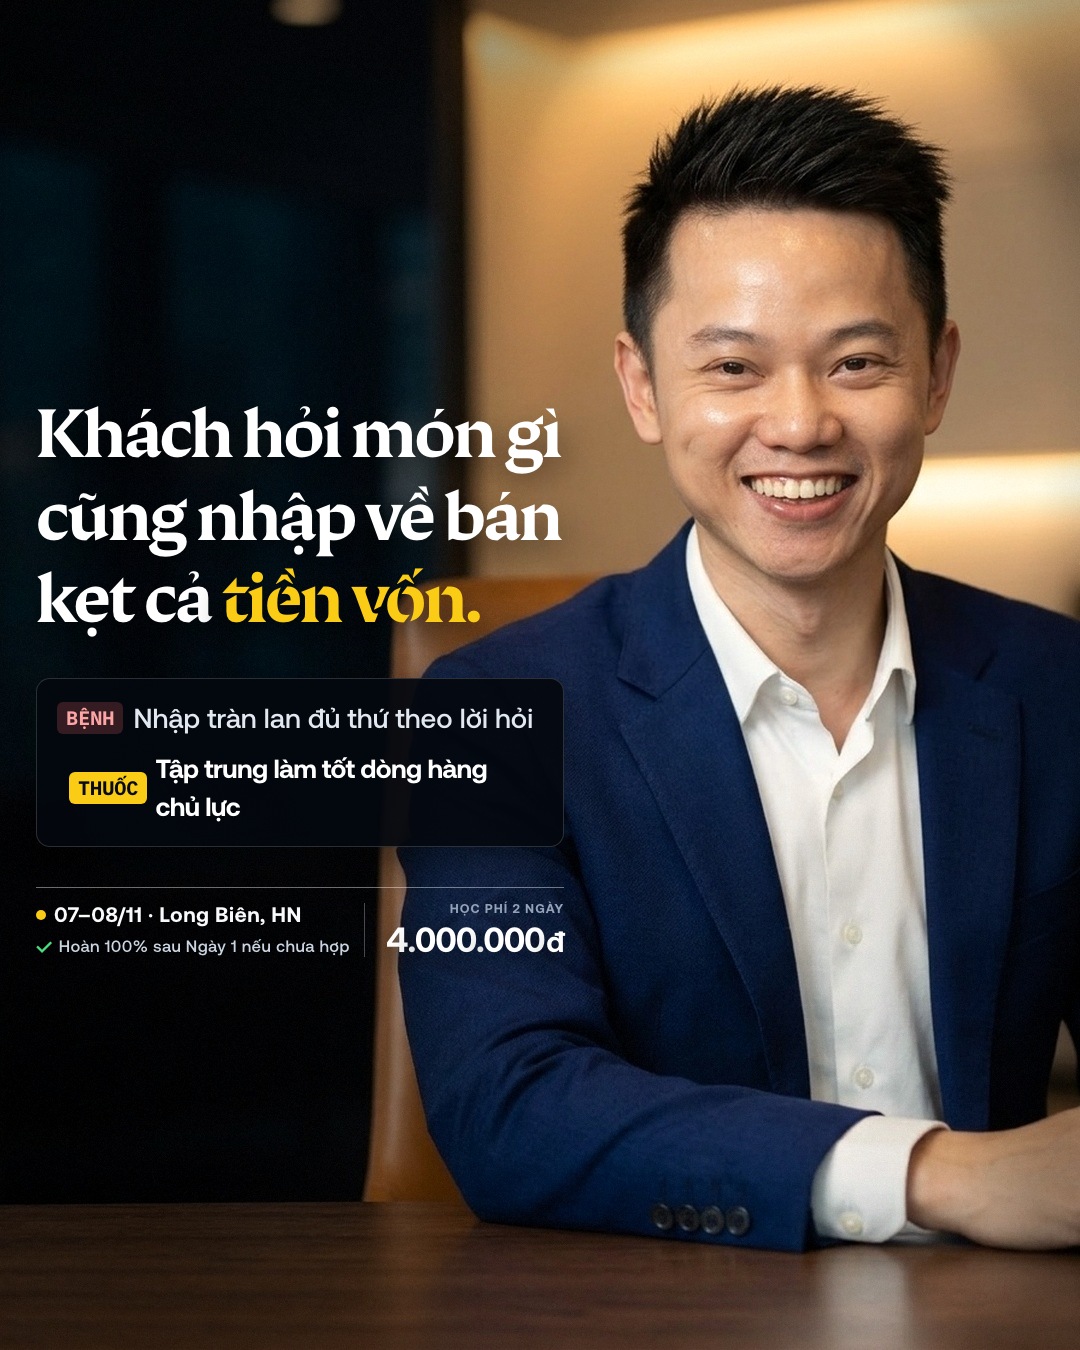 Khách hỏi món gì
cũng nhập về bán
kẹt cả tiền vốn.
BỆNH Nhập tràn lan đủ thứ theo lời hỏi
THUỐC Tập trung làm tốt dòng hàng
chủ lực
07–08/11 · Long Biên, HN
Hoàn 100% sau Ngày 1 nếu chưa hợp
HỌC PHÍ 2 NGÀY
4.000.000đ